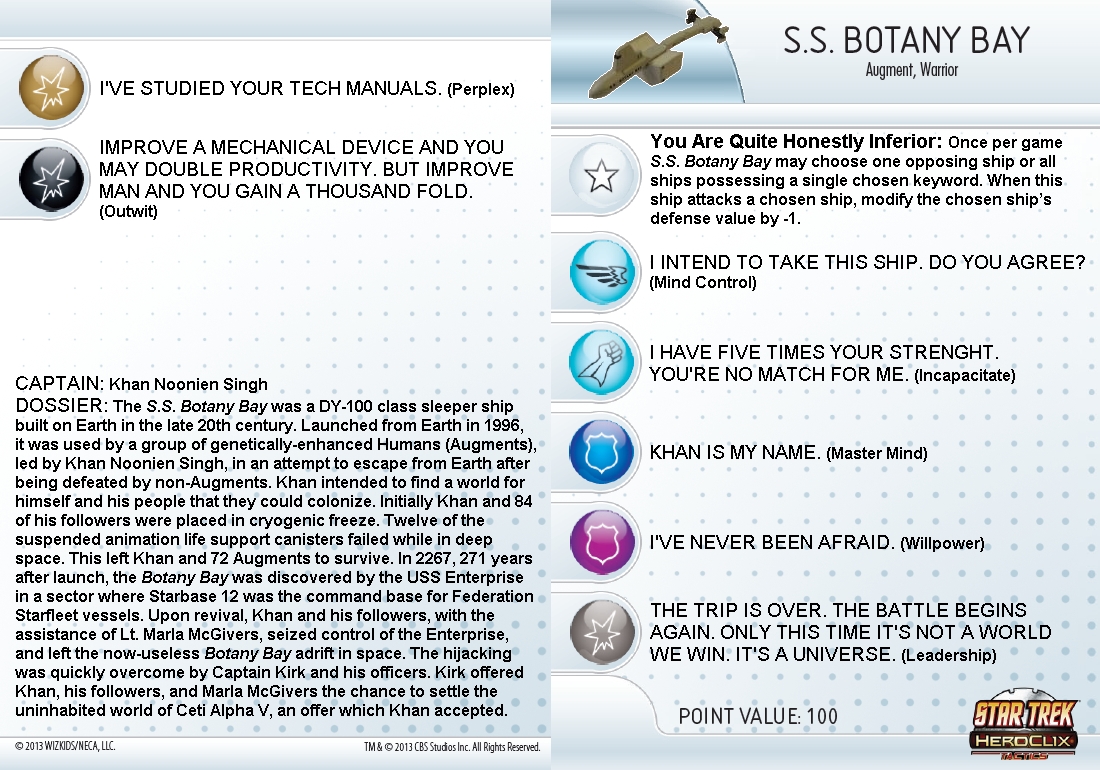 I'VE STUDIED YOUR TECH MANUALS. (Perplex)
IMPROVE A MECHANICAL DEVICE AND YOU
MAY DOUBLE PRODUCTIVITY. BUT IMPROVE
MAN AND YOU GAIN A THOUSAND FOLD.
(Outwit)
CAPTAIN: Khan Noonien Singh
DOSSIER: The S.S. Botany Bay was a DY-100 class sleeper ship
built on Earth in the late 20th century. Launched from Earth in 1996,
it was used by a group of genetically-enhanced Humans (Augments),
led by Khan Noonien Singh, in an attempt to escape from Earth after
being defeated by non-Augments. Khan intended to find a world for
himself and his people that they could colonize. Initially Khan and 84
of his followers were placed in cryogenic freeze. Twelve of the
suspended animation life support canisters failed while in deep
space. This left Khan and 72 Augments to survive. In 2267, 271 years
after launch, the Botany Bay was discovered by the USS Enterprise
in a sector where Starbase 12 was the command base for Federation
Starfleet vessels. Upon revival, Khan and his followers, with the
assistance of Lt. Marla McGivers, seized control of the Enterprise,
and left the now-useless Botany Bay adrift in space. The hijacking
was quickly overcome by Captain Kirk and his officers. Kirk offered
Khan, his followers, and Marla McGivers the chance to settle the
uninhabited world of Ceti Alpha V, an offer which Khan accepted.
© 2013 WIZKIDS/NECA, LLC.
TM & © 2013 CBS Studios Inc. All Rights Reserved.
S.S. BOTANY BAY
Augment, Warrior
You Are Quite Honestly Inferior: Once per game
S.S. Botany Bay may choose one opposing ship or all
ships possessing a single chosen keyword. When this
ship attacks a chosen ship, modify the chosen ship's
defense value by -1.
I INTEND TO TAKE THIS SHIP. DO YOU AGREE?
(Mind Control)
I HAVE FIVE TIMES YOUR STRENGHT.
YOU'RE NO MATCH FOR ME. (Incapacitate)
KHAN IS MY NAME. (Master Mind)
I'VE NEVER BEEN AFRAID. (Willpower)
THE TRIP IS OVER. THE BATTLE BEGINS
AGAIN. ONLY THIS TIME IT'S NOT A WORLD
WE WIN. IT'S A UNIVERSE. (Leadership)
POINT VALUE: 100
STAR TREK
HEROCLIX
TACTICS